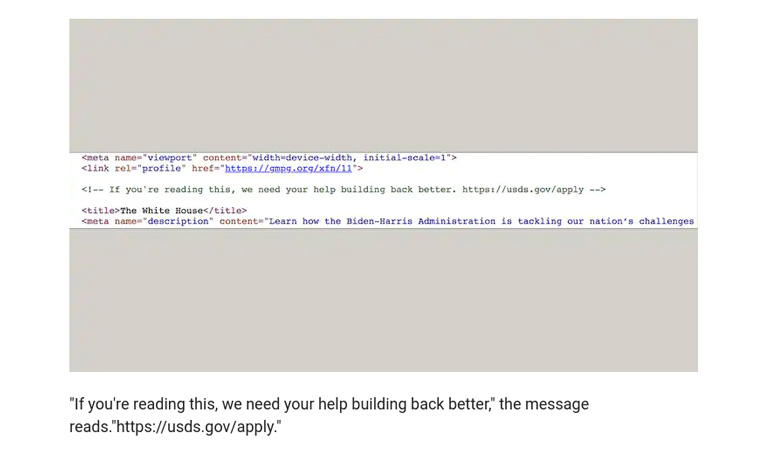 <meta name="viewport" content="width=device-width, initial-scale=1">
<link rel="profile" href="https://gmpg.org/xfn/11">
<!-- If you're reading this, we need your help building back better. https://usds.gov/apply -->
<title>The White House</title>
<meta name="description" content="Learn how the Biden-Harris Administration is tackling our nation's challenges
"If you're reading this, we need your help building back better," the message
reads."https://usds.gov/apply."